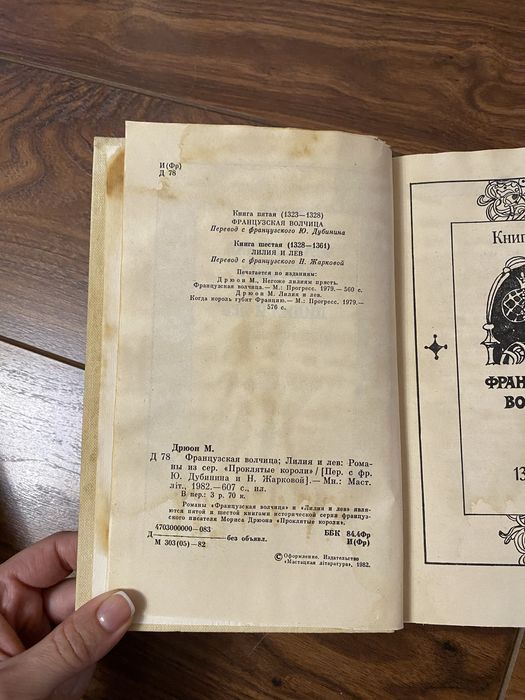 И(Фр)
Д 78
Книга пятая (1323—1328)
ФРАНЦУЗСКАЯ ВОЛЧИЦА
Перевод с французского Ю. Дубинина
Книга шестая (1328—1361)
ЛИЛИЯ И ЛЕВ
Перевод с французского Н. Жарковой
Печатается по изданиям:
Дрюон М., Негоже лилиям прясть.
Французская волчица.— М.: Прогресс. 1979.— 560 с.
Дрюон М. Лилия и лев.
Когда король губит Францию.— М.: Прогресс. 1979.—
576 с.
Дрюон М.
Д 78 Французская волчица; Лилия и лев: Рома-
ны из сер. «Проклятые короли»/[Пер. с фр.
Ю. Дубинина и Н. Жарковой].— Мн.: Маст.
літ., 1982.—607 с., ил.
В пер.: 3 р. 70 к.
Романы «Французская волчица» и «Лилия и лев» явля-
ются пятой и шестой книгами исторической серии французско-
го писателя Мориса Дрюона «Проклятые короли».
4703000000—083
Д без объявл.
М 303(05)—82
ББК 84.4Фр
И(Фр)
© Оформление. Издательство
«Мастацкая літаратура», 1982.
Книг
ФРАН
ВО
13